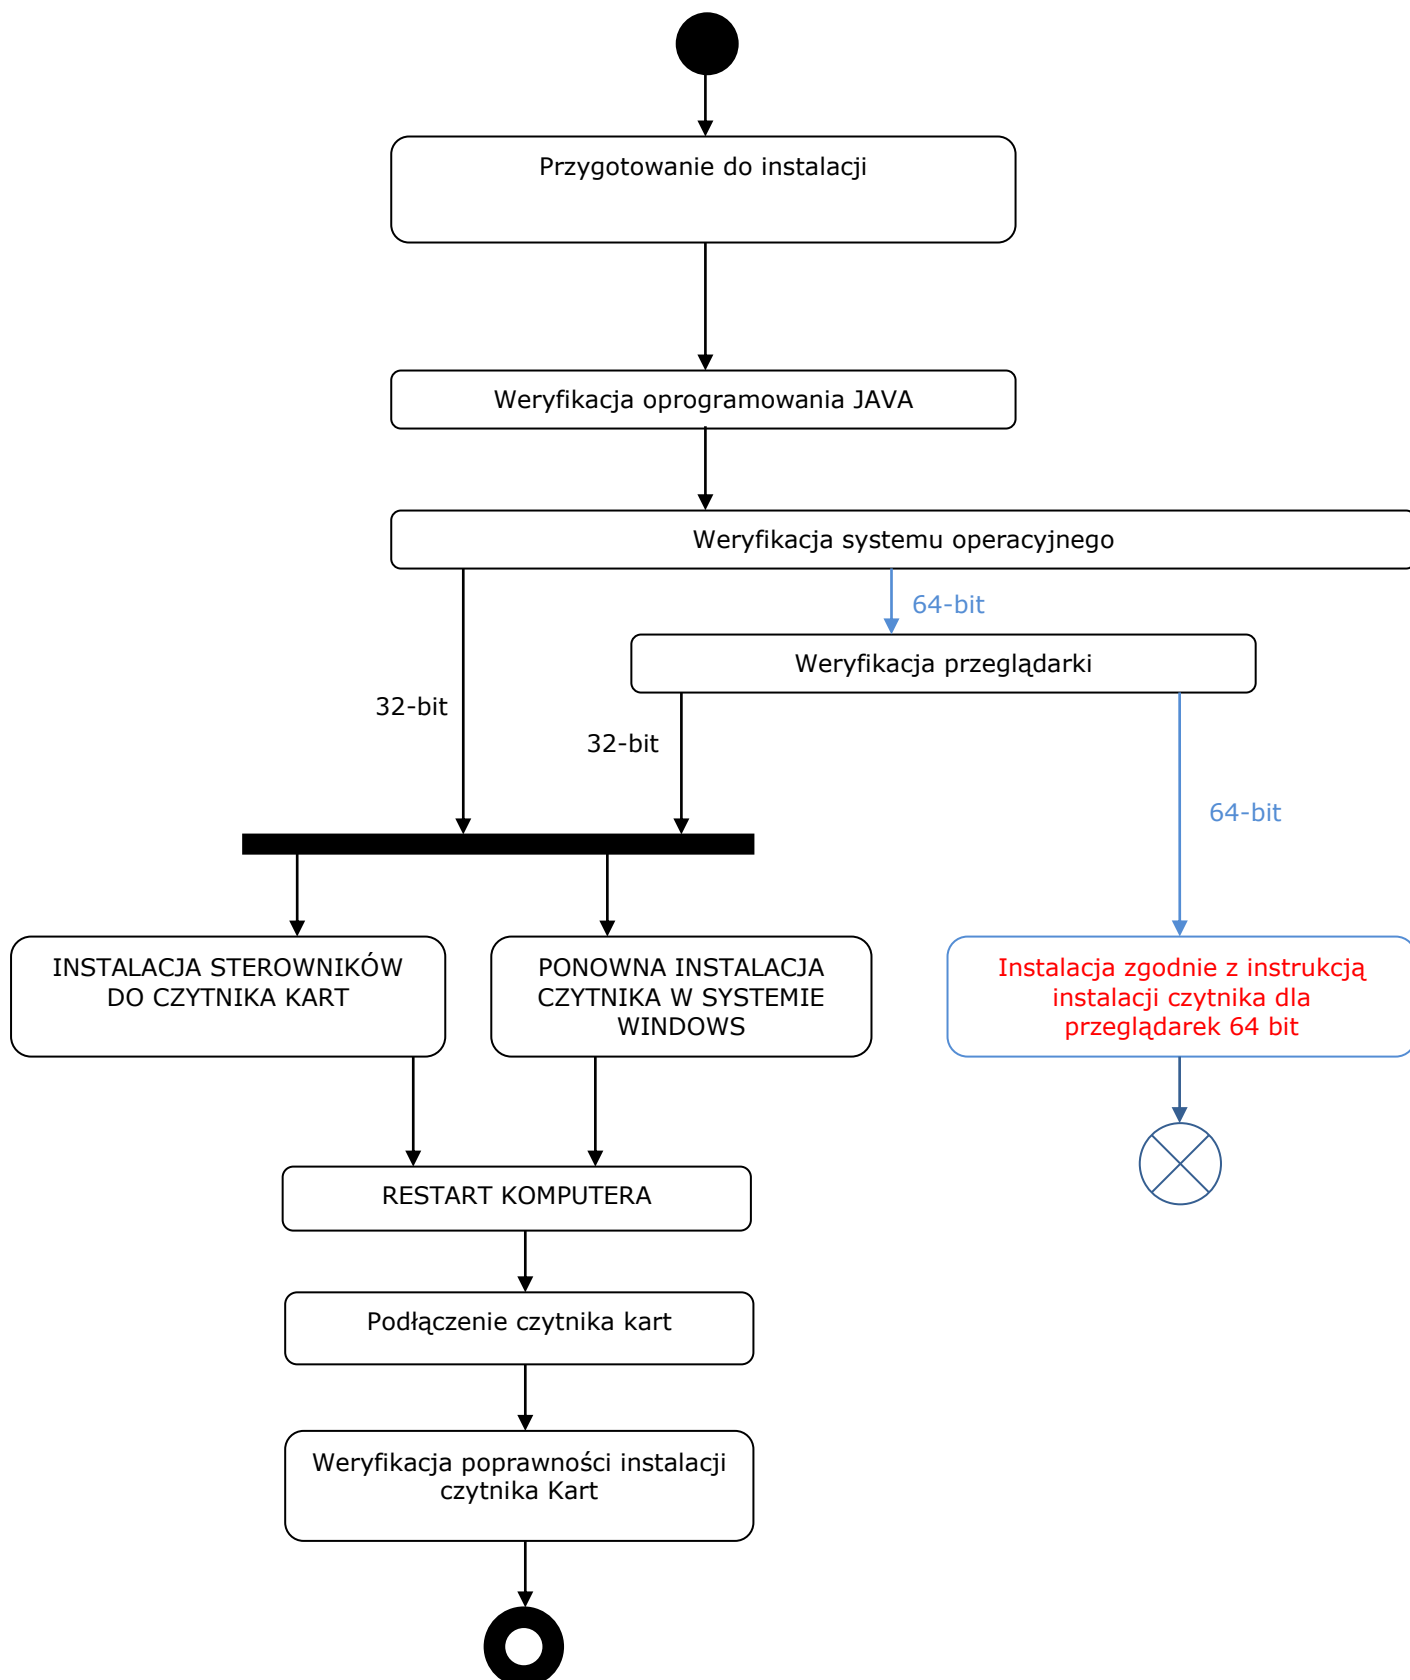 Przygotowanie do instalacji
Weryfikacja oprogramowania JAVA
Weryfikacja systemu operacyjnego
64-bit
Weryfikacja przeglądarki
32-bit
32-bit
64-bit
INSTALACJA STEROWNIKÓW
DO CZYTNIKA KART
PONOWNA INSTALACJA
CZYTNIKA W SYSTEMIE
WINDOWS
Instalacja zgodnie z instrukcją
instalacji czytnika dla
przeglądarek 64 bit
RESTART KOMPUTERA
Podłączenie czytnika kart
Weryfikacja poprawności instalacji
czytnika Kart